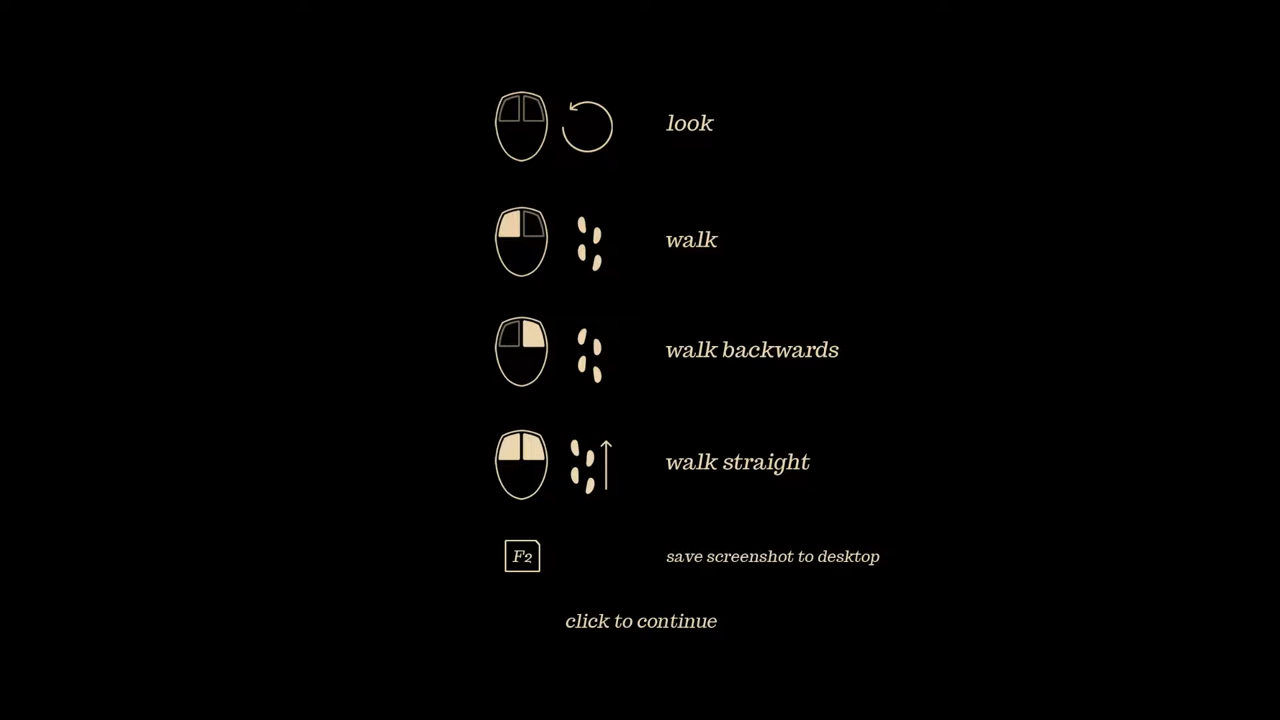 look
walk
walk backwards
walk straight
F2
save screenshot to desktop
click to continue